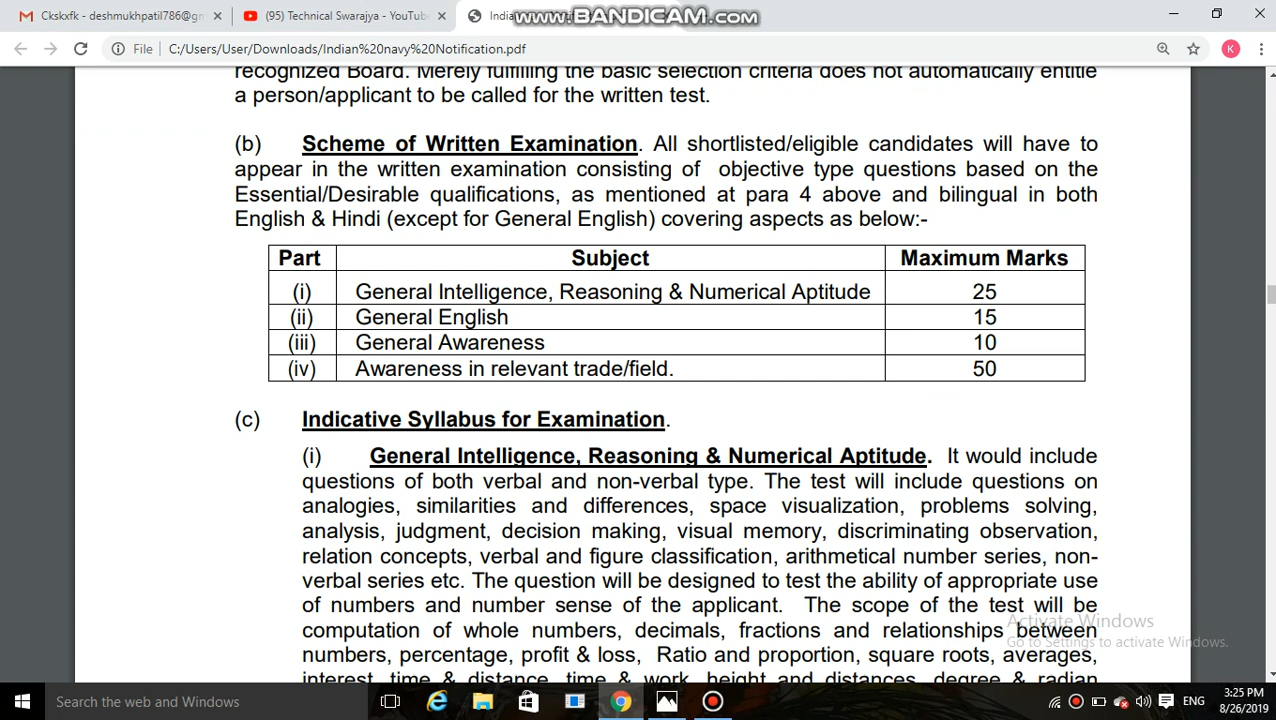 Ckskxfk - deshmukhpatil786@gm
(95) Technical Swarajya - YouTube
India
www.BANDICAM.com
File C:/Users/User/Downloads/Indian%20navy%20Notification.pdf
K
recognized Board. Merely fulfilling the basic selection criteria does not automatically entitle
a person/applicant to be called for the written test.
(b) Scheme of Written Examination. All shortlisted/eligible candidates will have to
appear in the written examination consisting of objective type questions based on the
Essential/Desirable qualifications, as mentioned at para 4 above and bilingual in both
English & Hindi (except for General English) covering aspects as below:-
Part Subject Maximum Marks
(i) General Intelligence, Reasoning & Numerical Aptitude 25
(ii) General English 15
(iii) General Awareness 10
(iv) Awareness in relevant trade/field. 50
(c) Indicative Syllabus for Examination.
(i) General Intelligence, Reasoning & Numerical Aptitude. It would include
questions of both verbal and non-verbal type. The test will include questions on
analogies, similarities and differences, space visualization, problems solving,
analysis, judgment, decision making, visual memory, discriminating observation,
relation concepts, verbal and figure classification, arithmetical number series, non-
verbal series etc. The question will be designed to test the ability of appropriate use
of numbers and number sense of the applicant. The scope of the test will be
computation of whole numbers, decimals, fractions and relationships between
numbers, percentage, profit & loss, Ratio and proportion, square roots, averages,
interest, time & distance, time & work, height and distances, degree & radian
Activate Windows
Go to Settings to activate Windows.
Search the web and Windows
ENG
3:25 PM
8/26/2019